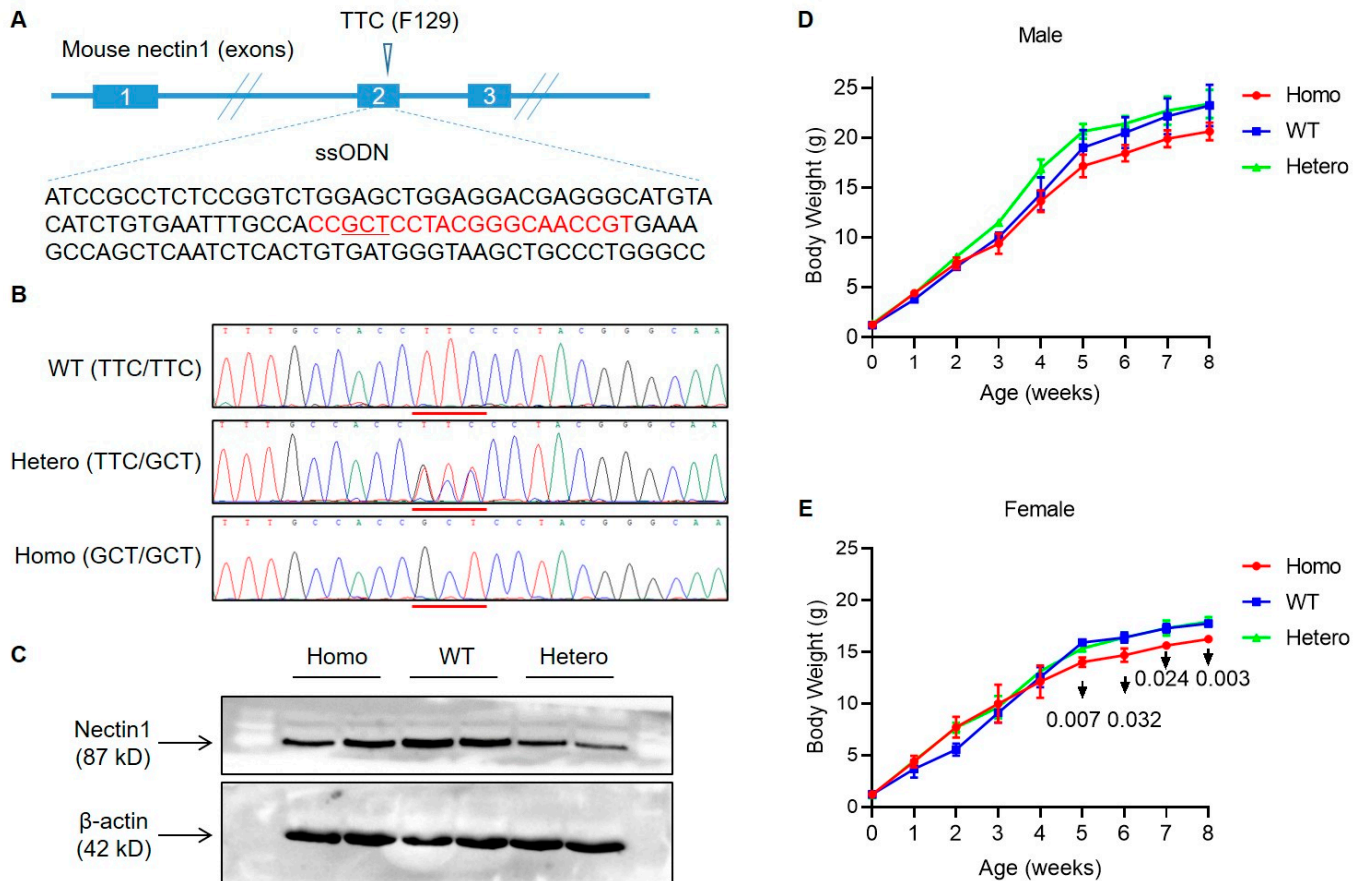 A
TTC (F129)
Mouse nectin1 (exons)
1
2
3
ssODN
ATCCGCCTCTCCGGTCTGGAGCTGGAGGACGAGGGCATGTA
CATCTGTGAATTTGCCACCGCTCCTACGGGCAACCGTGAAA
GCCAGCTCAATCTCACTGTGATGGGTAAGCTGCCCTGGGCC
B
WT (TTC/TTC)
T T T G C C A C C T T C C C T A C G G G C A A
Hetero (TTC/GCT)
T T T G C C A C C T T C C C T A C G G G C A A
Homo (GCT/GCT)
T T T G C C A C C G C T C C T A C G G G C A A
C
Homo WT Hetero
Nectin1
(87 kD)
β-actin
(42 kD)
D
Male
Body Weight (g)
25
20
15
10
5
0
0 1 2 3 4 5 6 7 8
Age (weeks)
Homo
WT
Hetero
E
Female
Body Weight (g)
25
20
15
10
5
0
0.024 0.003
0.007 0.032
0 1 2 3 4 5 6 7 8
Age (weeks)
Homo
WT
Hetero